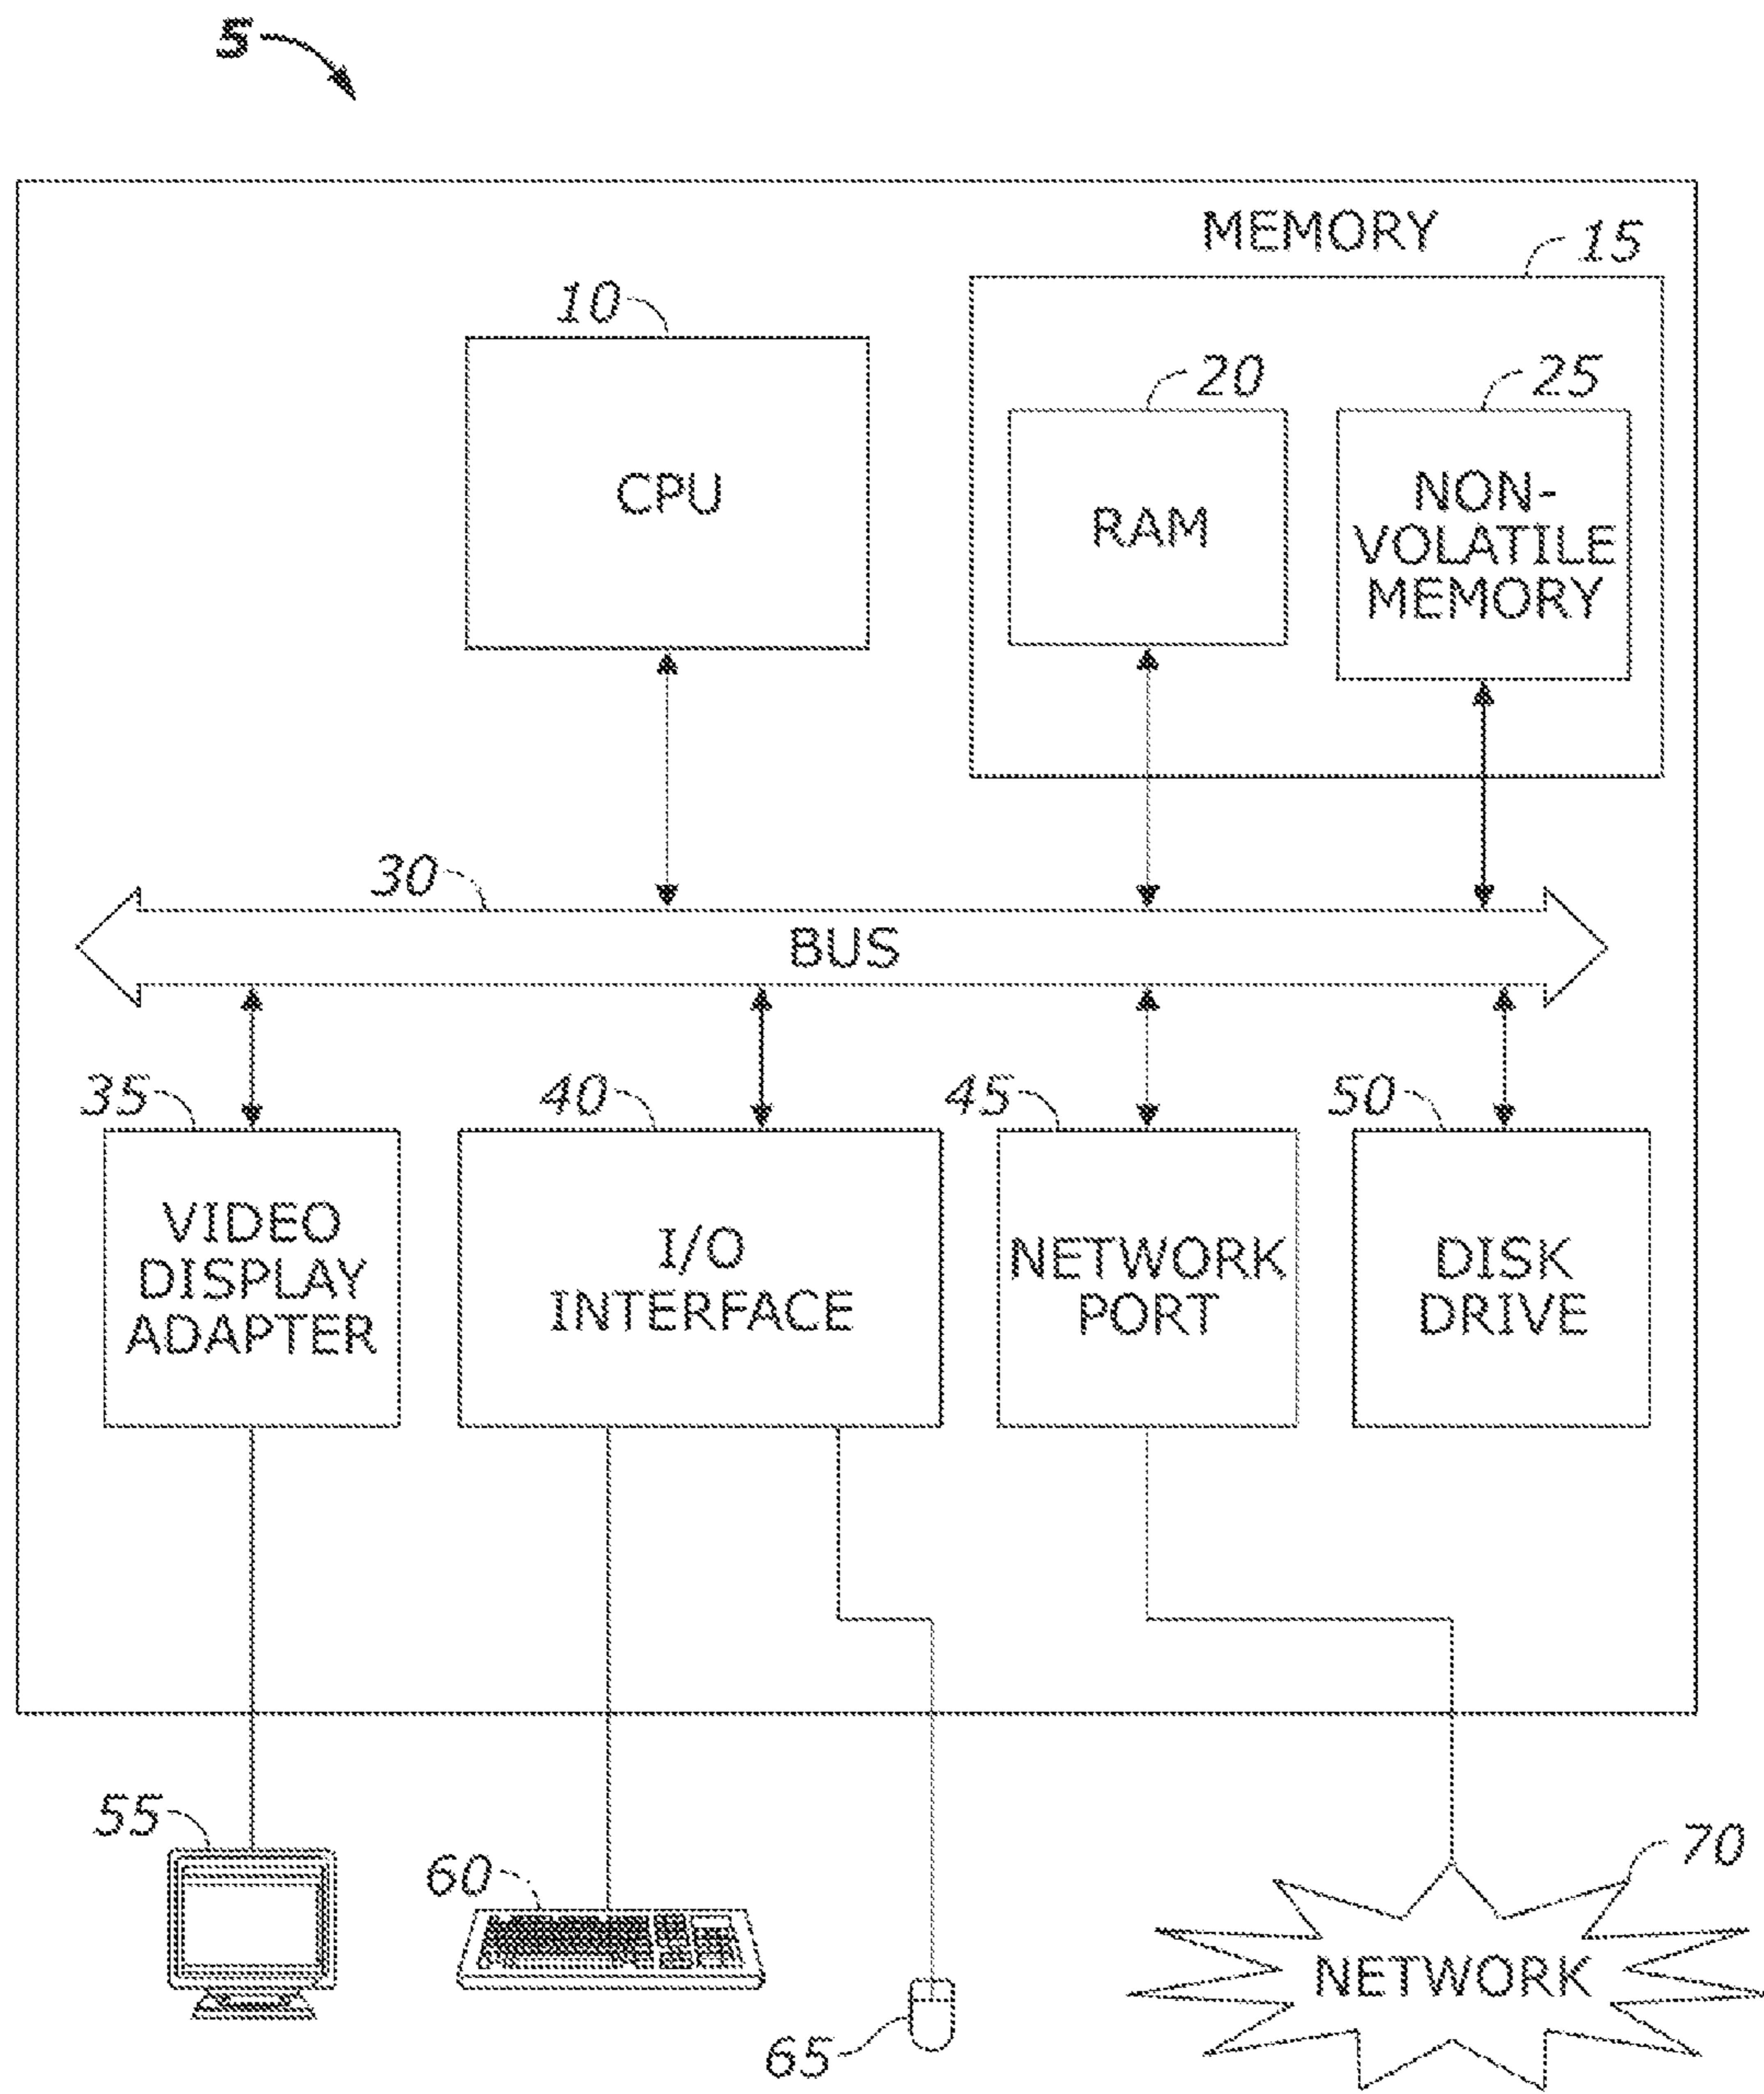 5
MEMORY
15
10
20
25
CPU
RAM
NON-
VOLATILE
MEMORY
30
BUS
35
40
45
50
VIDEO
DISPLAY
ADAPTER
I/O
INTERFACE
NETWORK
PORT
DISK
DRIVE
55
60
65
70
NETWORK